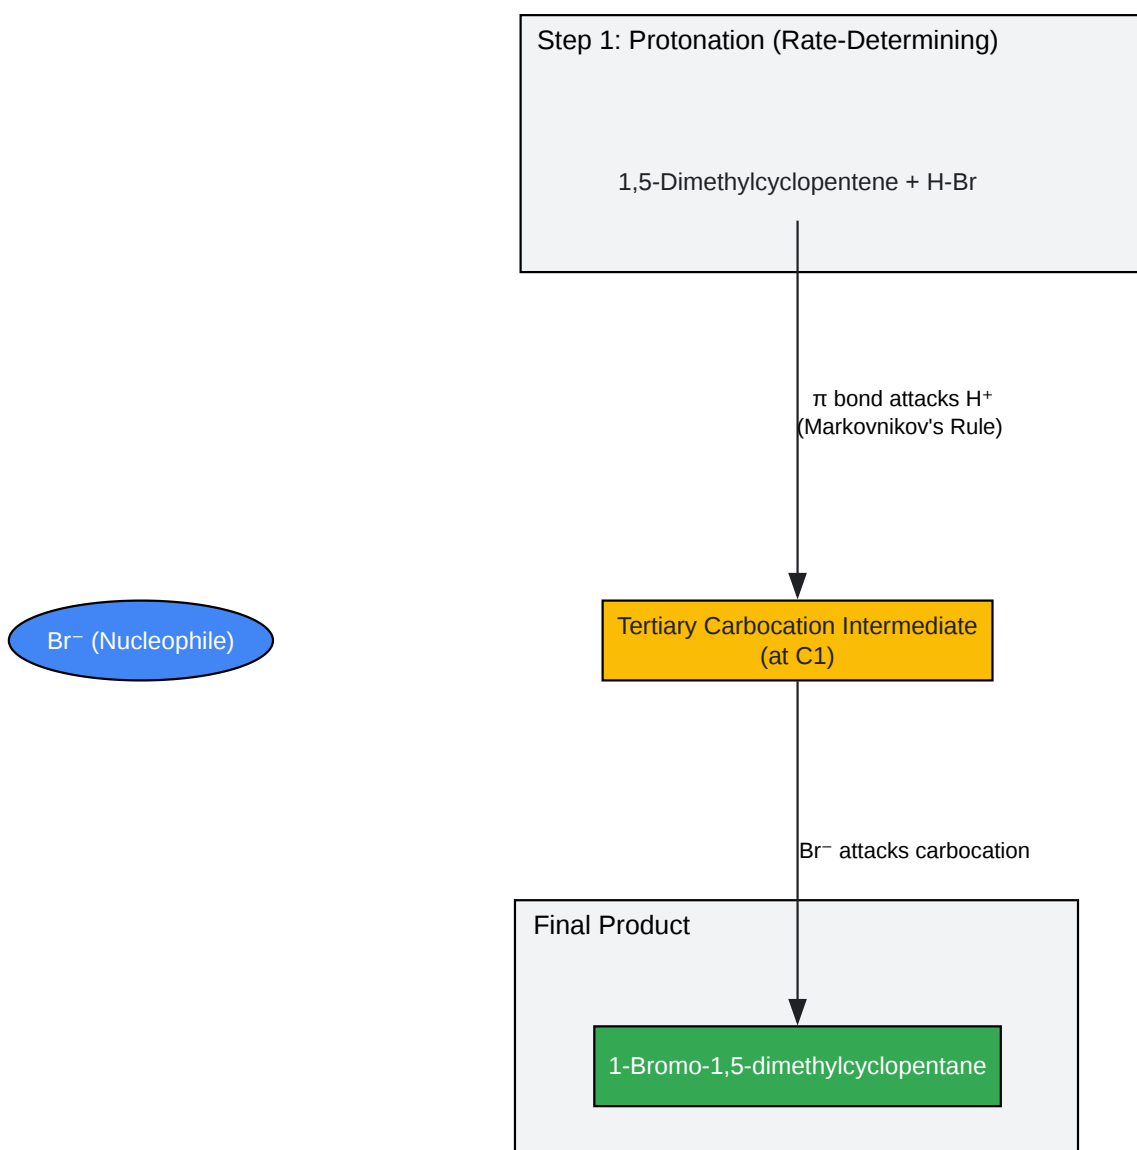 Step 1: Protonation (Rate-Determining)
1,5-Dimethylcyclopentene + H-Br
π bond attacks H⁺
(Markovnikov's Rule)
Br⁻ (Nucleophile)
Tertiary Carbocation Intermediate
(at C1)
Br⁻ attacks carbocation
Final Product
1-Bromo-1,5-dimethylcyclopentane